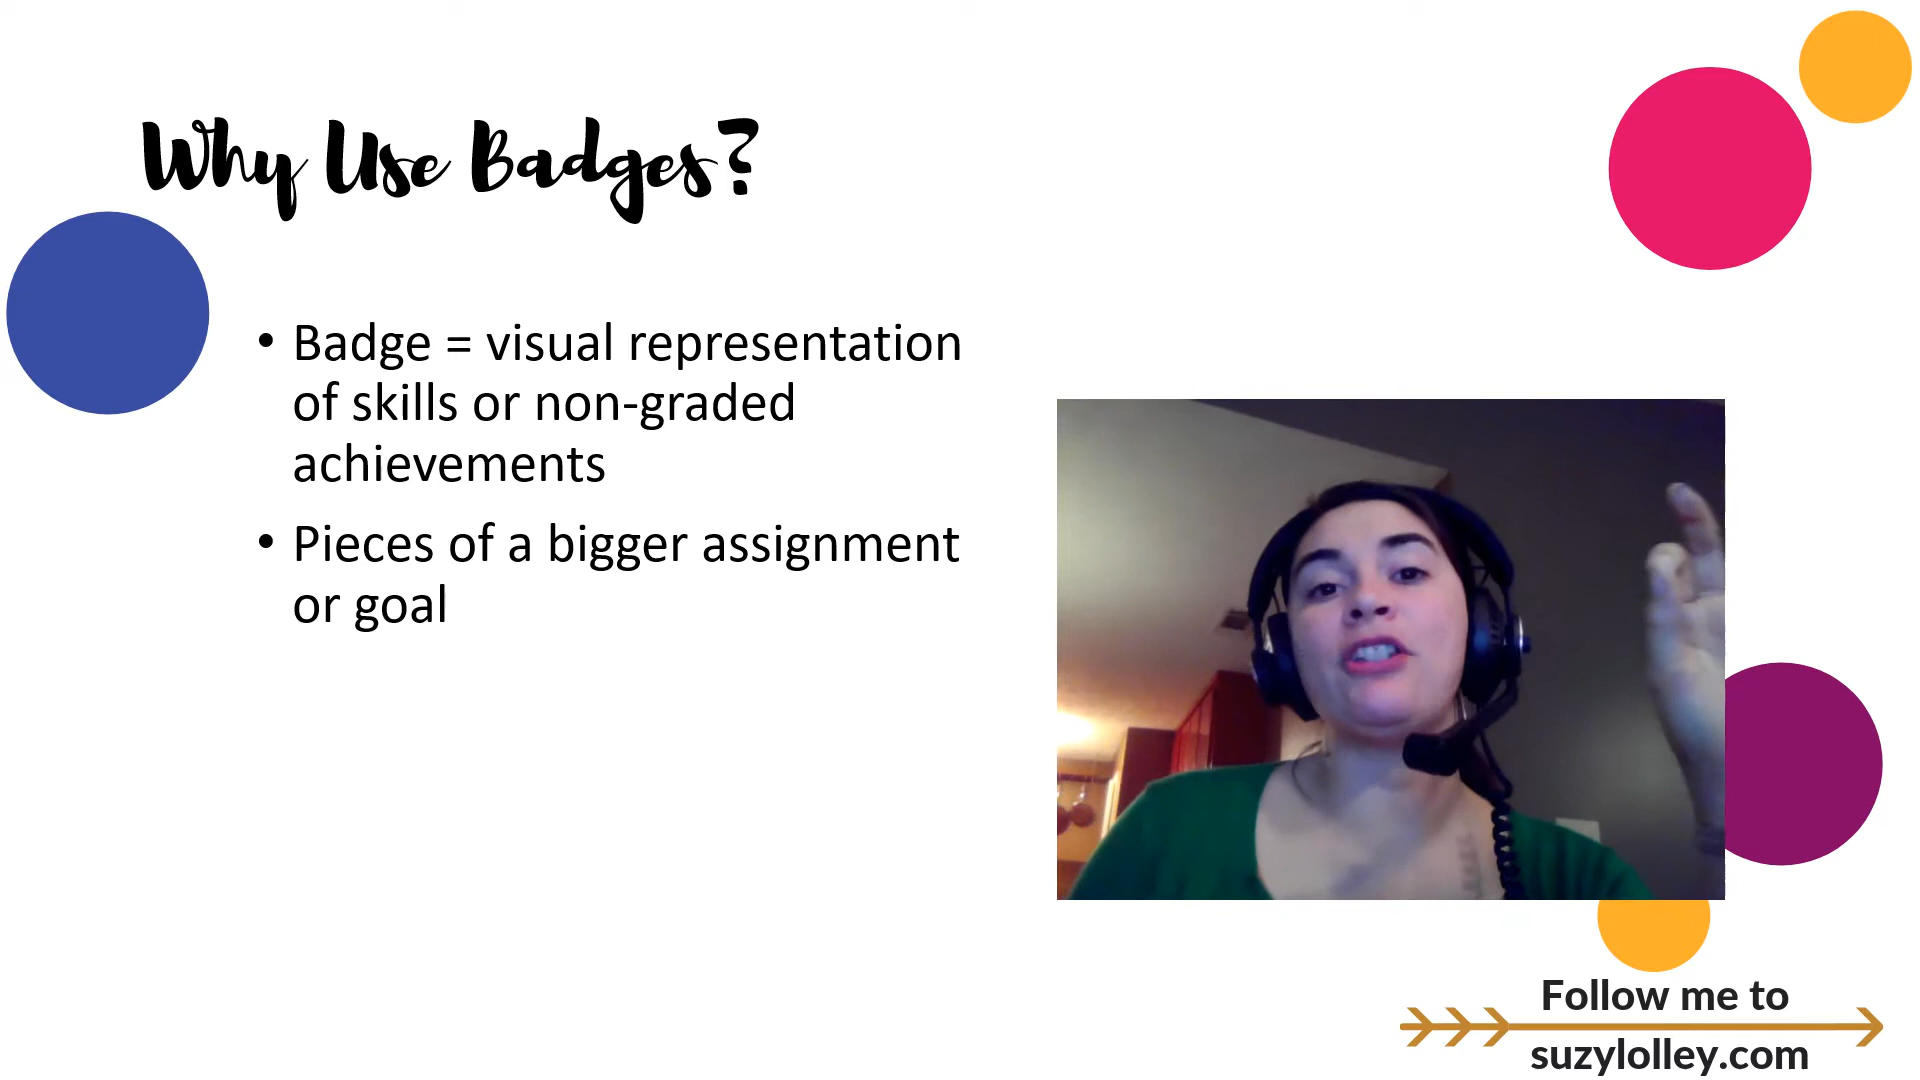 Why Use Badges?
• Badge = visual representation
of skills or non-graded
achievements
• Pieces of a bigger assignment
or goal
Follow me to
suzylolley.com